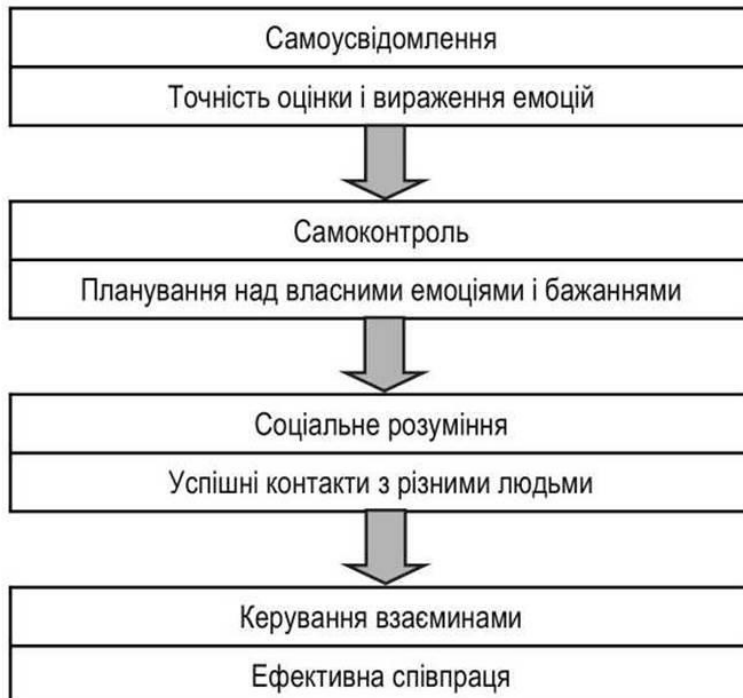 Самоусвідомлення
Точність оцінки і вираження емоцій
Самоконтроль
Планування над власними емоціями і бажаннями
Соціальне розуміння
Успішні контакти з різними людьми
Керування взаєминами
Ефективна співпраця